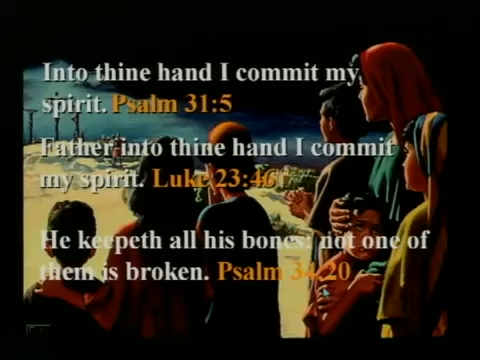 Into thine hand I commit my
spirit. Psalm 31:5
Father into thine hand I commit
my spirit. Luke 23:46
He keepeth all his bones: not one of
them is broken. Psalm 34:20